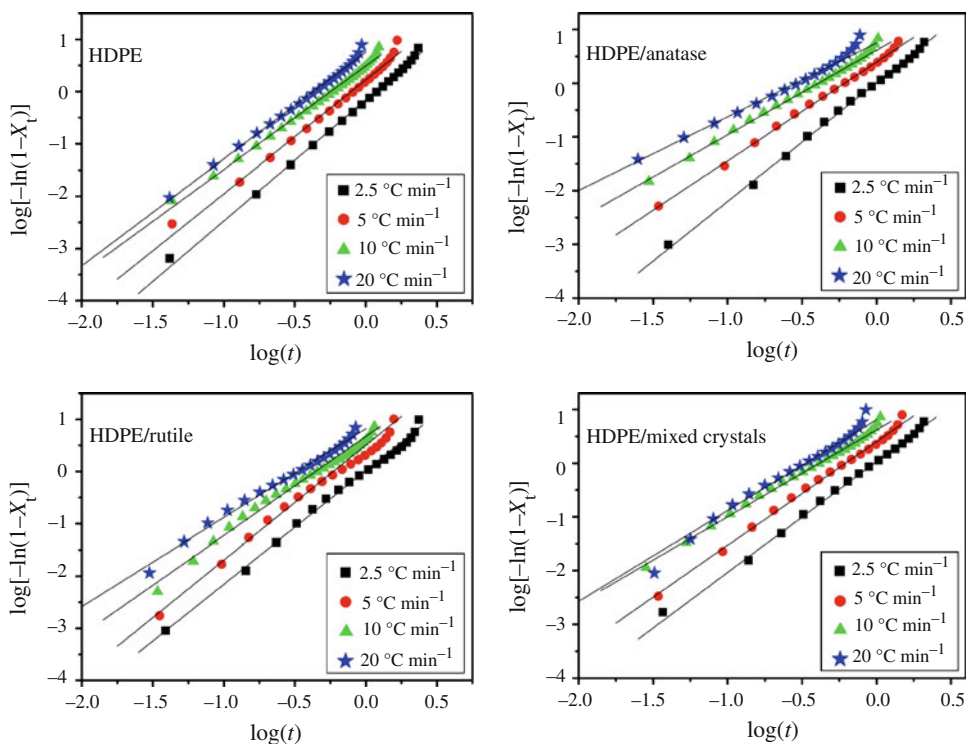 HDPE
log[−ln(1−Xt)]
1
0
−1
−2
−3
−4
2.5 °C min⁻¹
5 °C min⁻¹
10 °C min⁻¹
20 °C min⁻¹
−2.0 −1.5 −1.0 −0.5 0.0 0.5
log(t)
HDPE/anatase
log[−ln(1−Xt)]
1
0
−1
−2
−3
−4
2.5 °C min⁻¹
5 °C min⁻¹
10 °C min⁻¹
20 °C min⁻¹
−2.0 −1.5 −1.0 −0.5 0.0 0.5
log(t)
HDPE/rutile
log[−ln(1−Xt)]
1
0
−1
−2
−3
−4
2.5 °C min⁻¹
5 °C min⁻¹
10 °C min⁻¹
20 °C min⁻¹
−2.0 −1.5 −1.0 −0.5 0.0 0.5
log(t)
HDPE/mixed crystals
log[−ln(1−Xt)]
1
0
−1
−2
−3
−4
2.5 °C min⁻¹
5 °C min⁻¹
10 °C min⁻¹
20 °C min⁻¹
−2.0 −1.5 −1.0 −0.5 0.0 0.5
log(t)